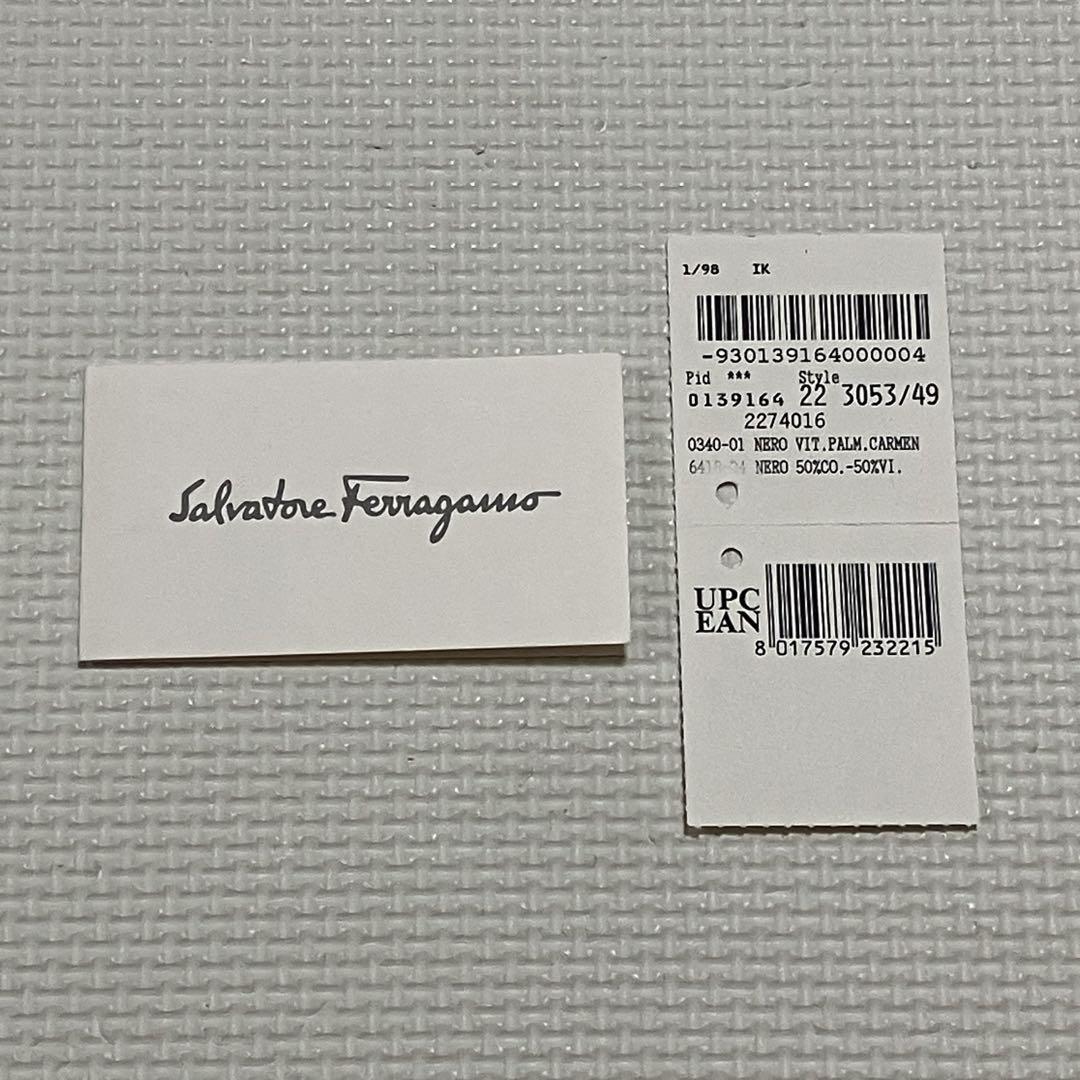 Salvatore Ferragamo
1/98 IK
-930139164000004
Pid *** Style
0139164 22 3053/49
2274016
0340-01 NERO VIT.PALM.CARMEN
NERO 50%CO.-50%VI.
UPC
EAN
8 017579 232215